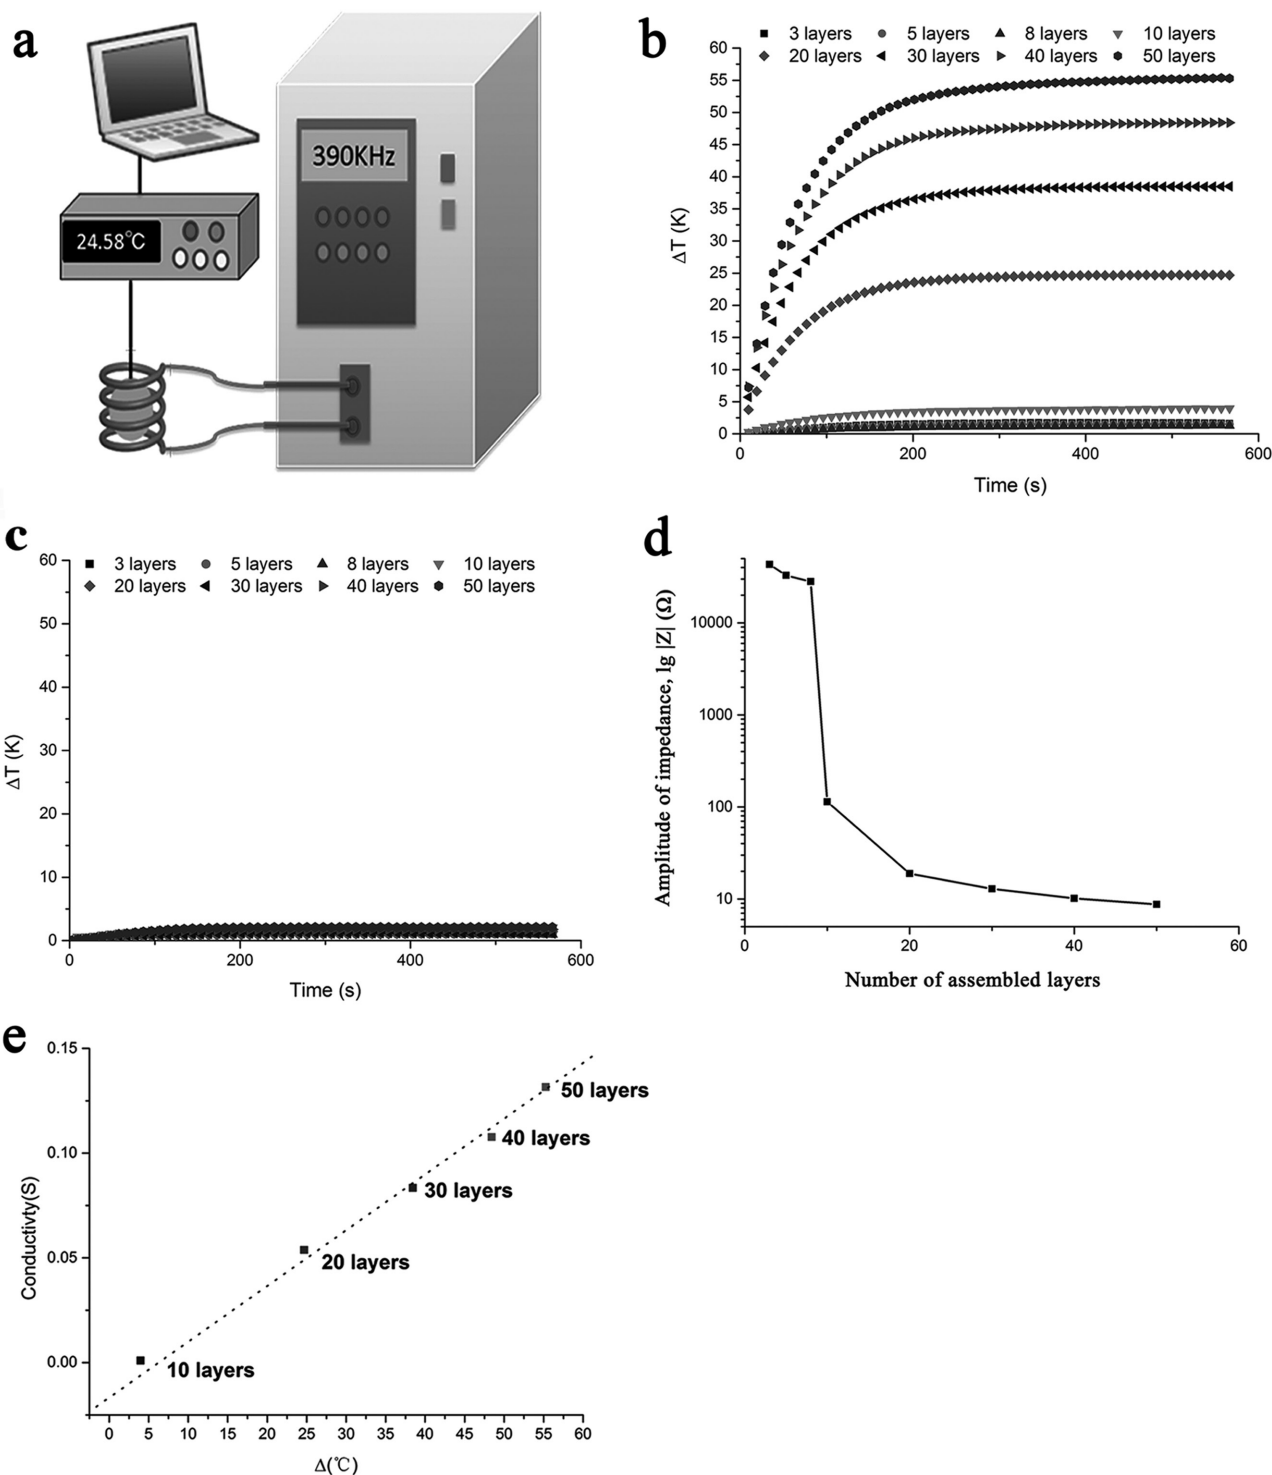 a
390KHz
24.58°C
b
3 layers 5 layers 8 layers 10 layers
20 layers 30 layers 40 layers 50 layers
60
55
50
45
40
35
30
25
20
15
10
5
0
ΔT (K)
0 200 400 600
Time (s)
c
3 layers 5 layers 8 layers 10 layers
20 layers 30 layers 40 layers 50 layers
60
50
40
30
20
10
0
ΔT (K)
0 200 400 600
Time (s)
d
Amplitude of impedance, lg |Z| (Ω)
10000
1000
100
10
0 20 40 60
Number of assembled layers
e
0.15
0.10
0.05
0.00
Conductivty(S)
50 layers
40 layers
30 layers
20 layers
10 layers
0 5 10 15 20 25 30 35 40 45 50 55 60
Δ(℃)